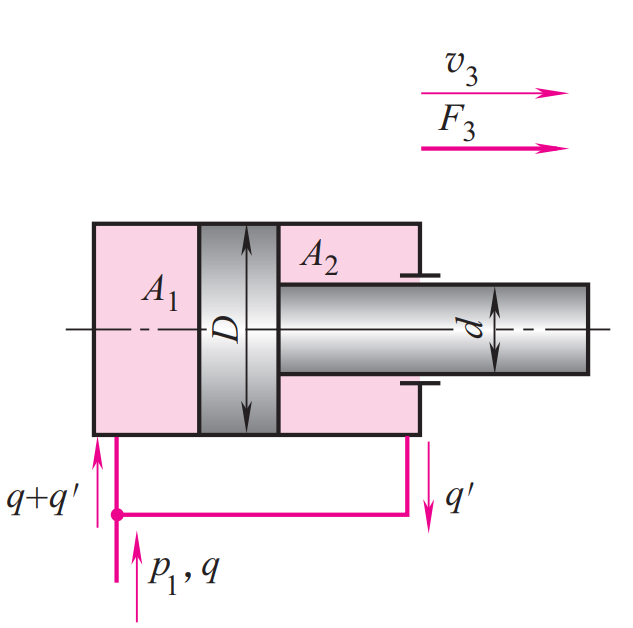 v₃
F₃
A₂
A₁
D
d
q+q′
q′
p₁, q